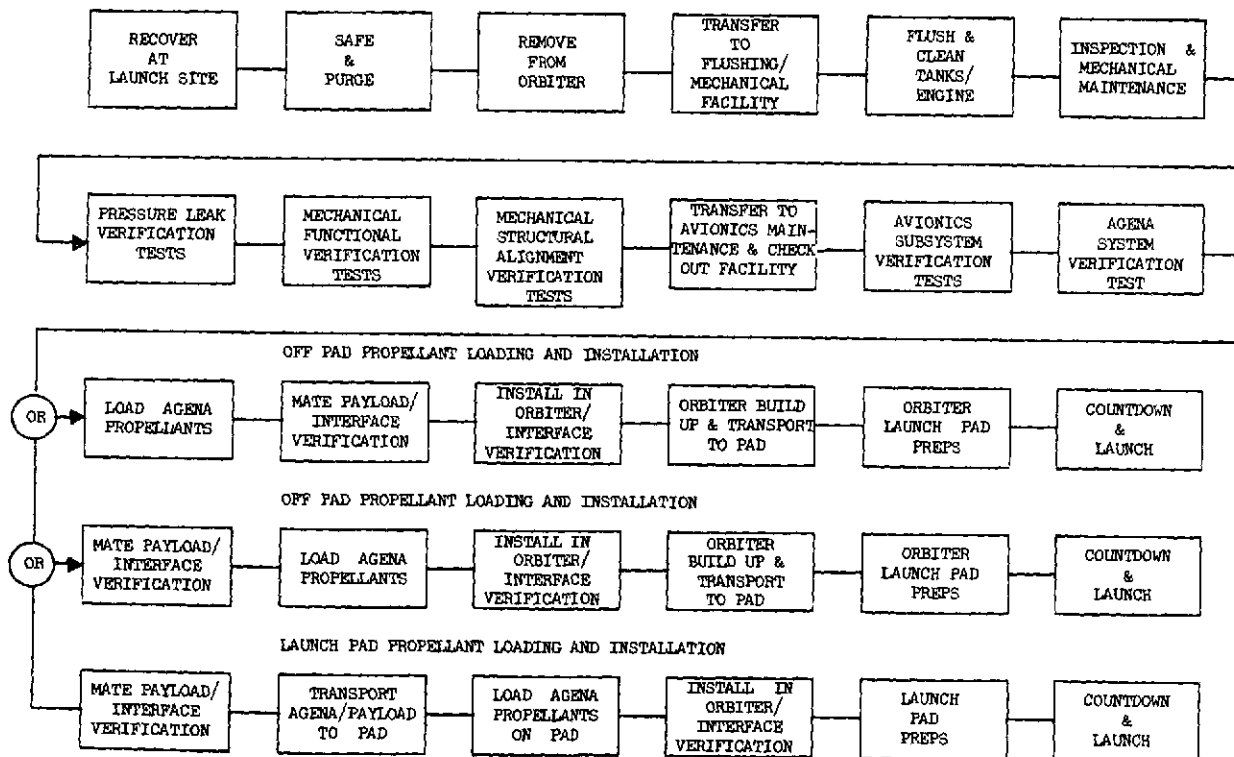 RECOVER
AT
LAUNCH SITE
SAFE
&
PURGE
REMOVE
FROM
ORBITER
TRANSFER
TO
FLUSHING/
MECHANICAL
FACILITY
FLUSH &
CLEAN
TANKS/
ENGINE
INSPECTION &
MECHANICAL
MAINTENANCE
PRESSURE LEAK
VERIFICATION
TESTS
MECHANICAL
FUNCTIONAL
VERIFICATION
TESTS
MECHANICAL
STRUCTURAL
ALIGNMENT
VERIFICATION
TESTS
TRANSFER TO
AVIONICS MAIN-
TENANCE & CHECK
OUT FACILITY
AVIONICS
SUBSYSTEM
VERIFICATION
TESTS
AGENA
SYSTEM
VERIFICATION
TEST
OFF PAD PROPELLANT LOADING AND INSTALLATION
OR
LOAD AGENA
PROPELLANTS
MATE PAYLOAD/
INTERFACE
VERIFICATION
INSTALL IN
ORBITER/
INTERFACE
VERIFICATION
ORBITER BUILD
UP & TRANSPORT
TO PAD
ORBITER
LAUNCH PAD
PREPS
COUNTDOWN
&
LAUNCH
OFF PAD PROPELLANT LOADING AND INSTALLATION
OR
MATE PAYLOAD/
INTERFACE
VERIFICATION
LOAD AGENA
PROPELLANTS
INSTALL IN
ORBITER/
INTERFACE
VERIFICATION
ORBITER
BUILD UP &
TRANSPORT
TO PAD
ORBITER
LAUNCH PAD
PREPS
COUNTDOWN
&
LAUNCH
LAUNCH PAD PROPELLANT LOADING AND INSTALLATION
MATE PAYLOAD/
INTERFACE
VERIFICATION
TRANSPORT
AGENA/PAYLOAD
TO PAD
LOAD AGENA
PROPELLANTS
ON PAD
INSTALL IN
ORBITER/
INTERFACE
VERIFICATION
LAUNCH
PAD
PREPS
COUNTDOWN
&
LAUNCH